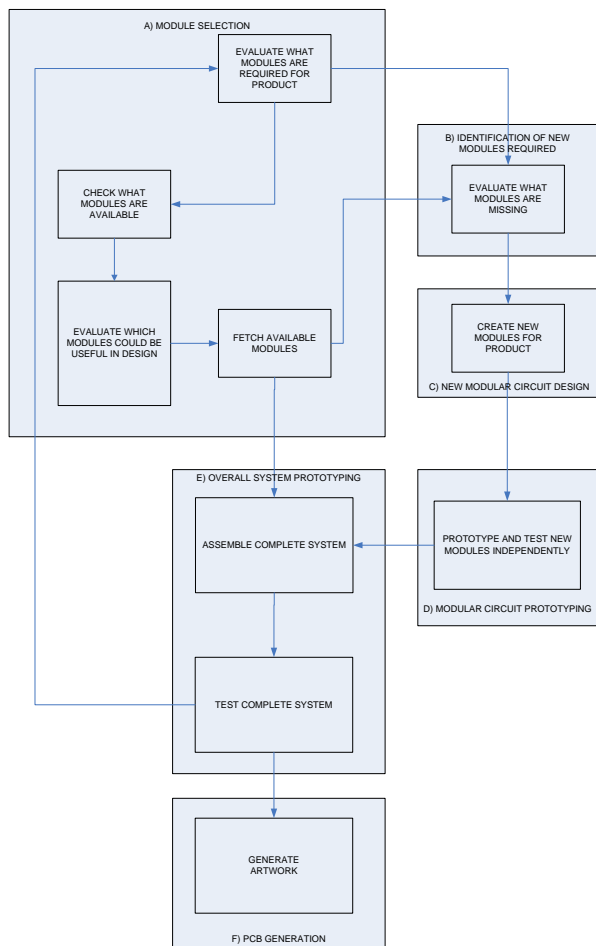 A) MODULE SELECTION
EVALUATE WHAT
MODULES ARE
REQUIRED FOR
PRODUCT
B) IDENTIFICATION OF NEW
MODULES REQUIRED
CHECK WHAT
MODULES ARE
AVAILABLE
EVALUATE WHAT
MODULES ARE
MISSING
EVALUATE WHICH
MODULES COULD BE
USEFUL IN DESIGN
FETCH AVAILABLE
MODULES
CREATE NEW
MODULES FOR
PRODUCT
C) NEW MODULAR CIRCUIT DESIGN
E) OVERALL SYSTEM PROTOTYPING
ASSEMBLE COMPLETE SYSTEM
PROTOTYPE AND TEST NEW
MODULES INDEPENDENTLY
D) MODULAR CIRCUIT PROTOTYPING
TEST COMPLETE SYSTEM
GENERATE
ARTWORK
F) PCB GENERATION